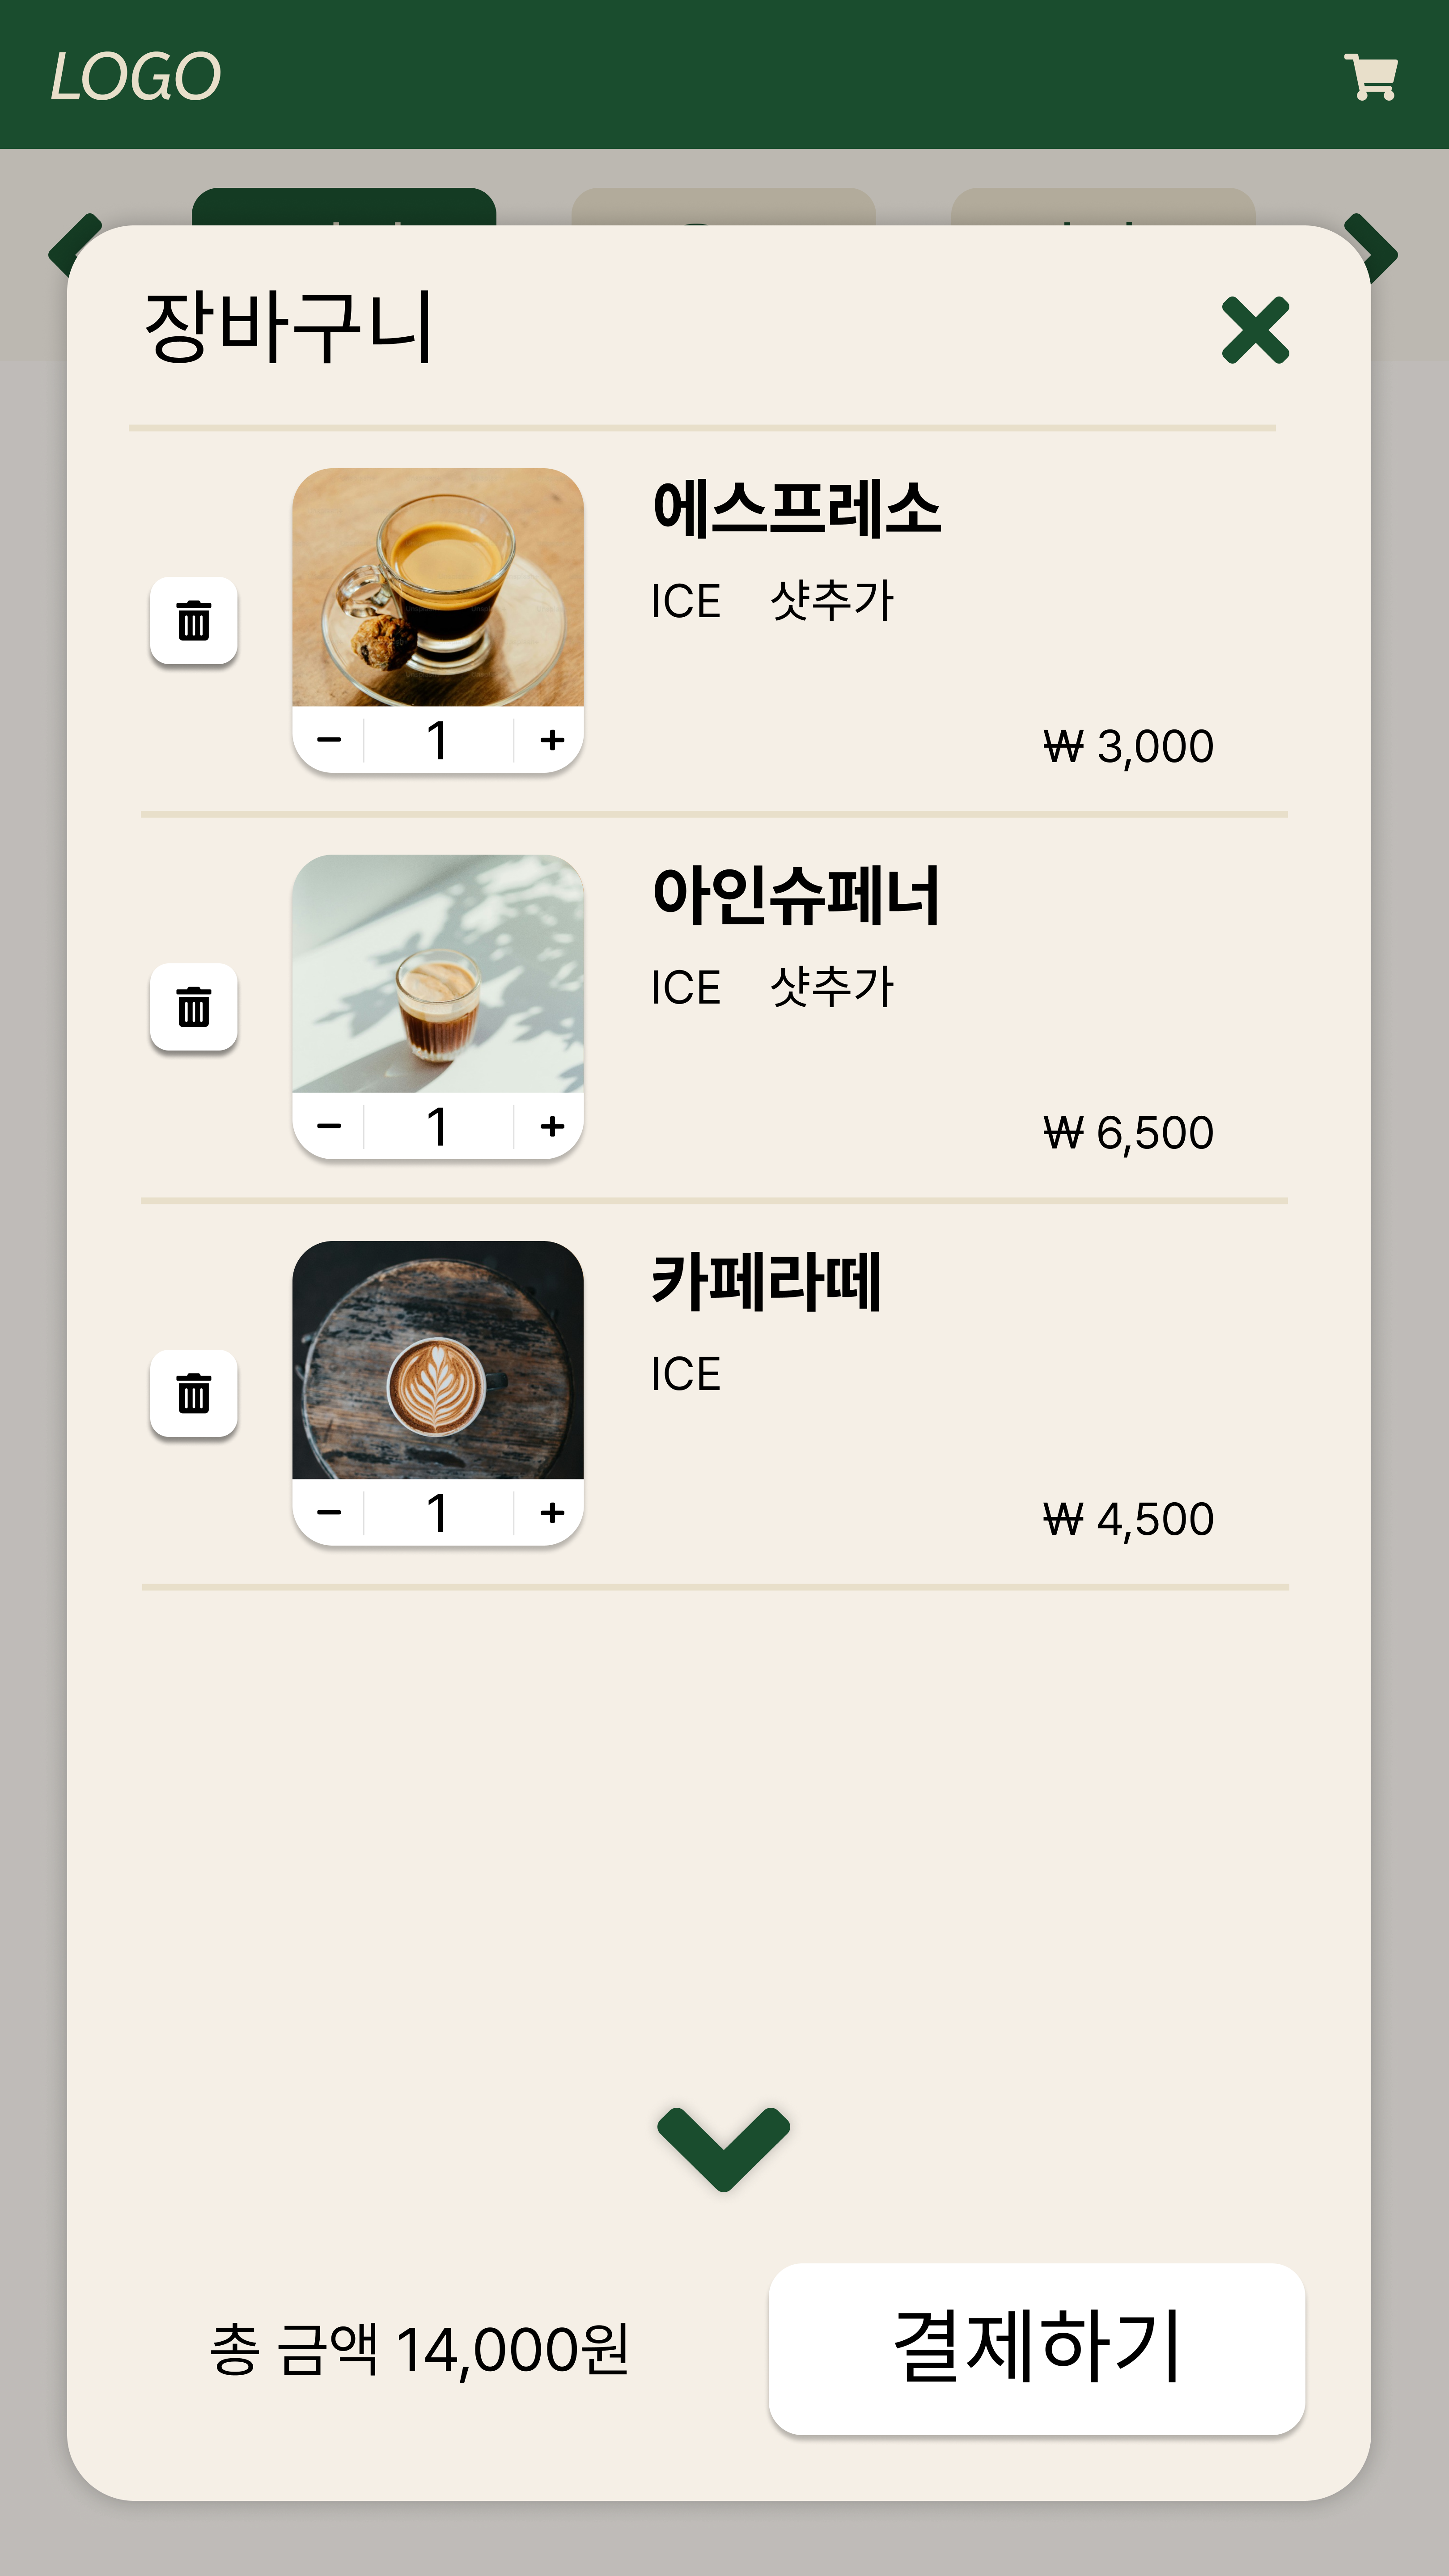 LOGO
장바구니
에스프레소
ICE 샷추가
1
₩ 3,000
아인슈페너
ICE 샷추가
1
₩ 6,500
카페라떼
ICE
1
₩ 4,500
총 금액 14,000원
결제하기